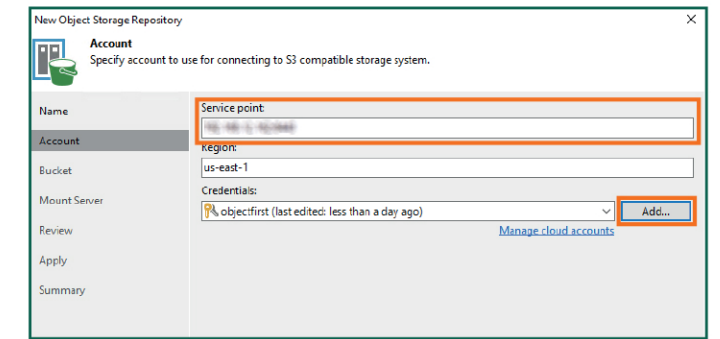 New Object Storage Repository
Account
Specify account to use for connecting to S3 compatible storage system.
Name
Account
Bucket
Mount Server
Review
Apply
Summary
Service point:
Region:
us-east-1
Credentials:
objectfirst (last edited: less than a day ago)
Add...
Manage cloud accounts